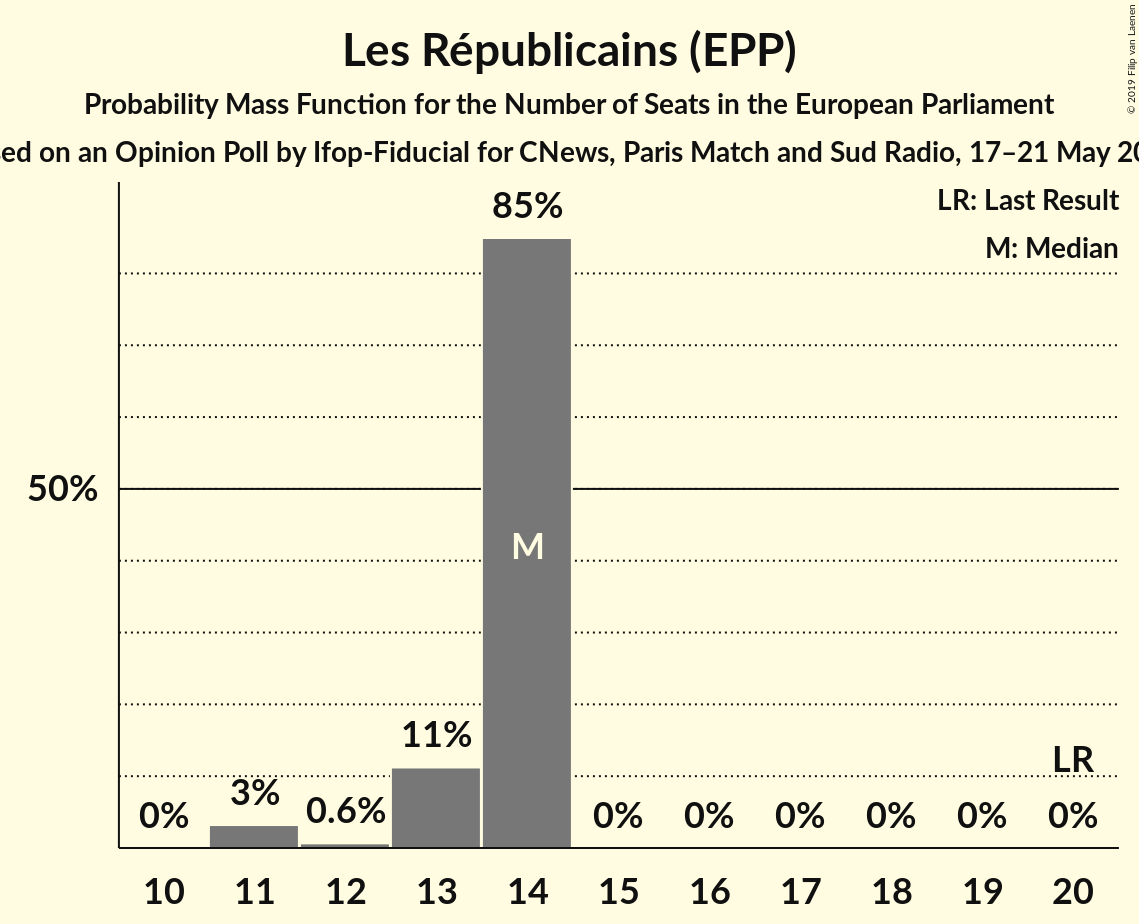 Les Républicains (EPP)
Probability Mass Function for the Number of Seats in the European Parliament
on an Opinion Poll by Ifop-Fiducial for CNews, Paris Match and Sud Radio, 17–21 May
© 2019 Filip van Laenen
LR: Last Result
M: Median
85%
50%
M
11%
LR
3%
0.6%
0% 0% 0% 0% 0% 0% 0%
10 11 12 13 14 15 16 17 18 19 20